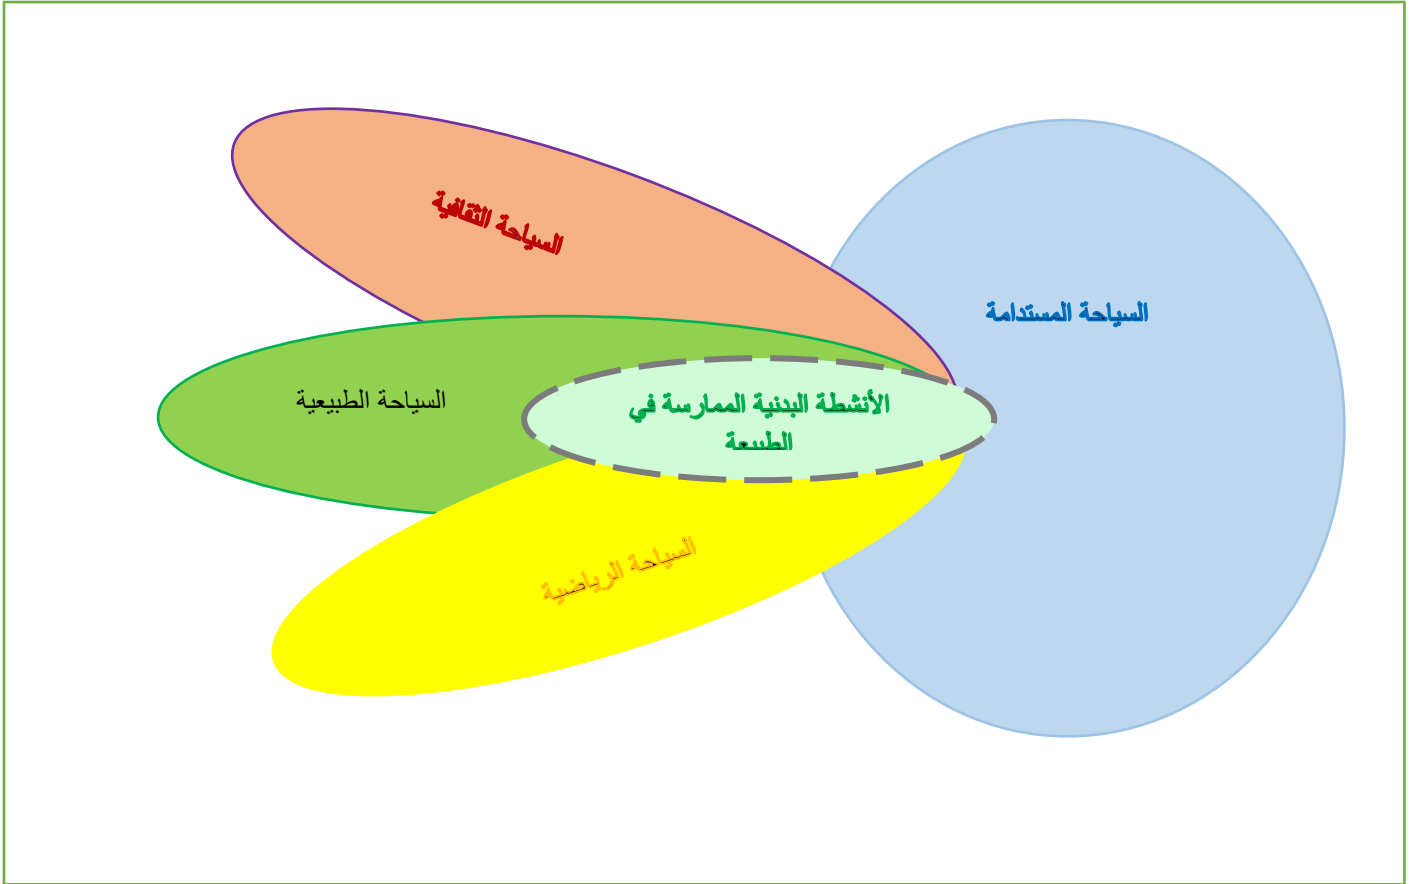 السياحة الثقافية
السياحة المستدامة
السياحة الطبيعية
الأنشطة البدنية الممارسة في
الطبيعة
السياحة الرياضية